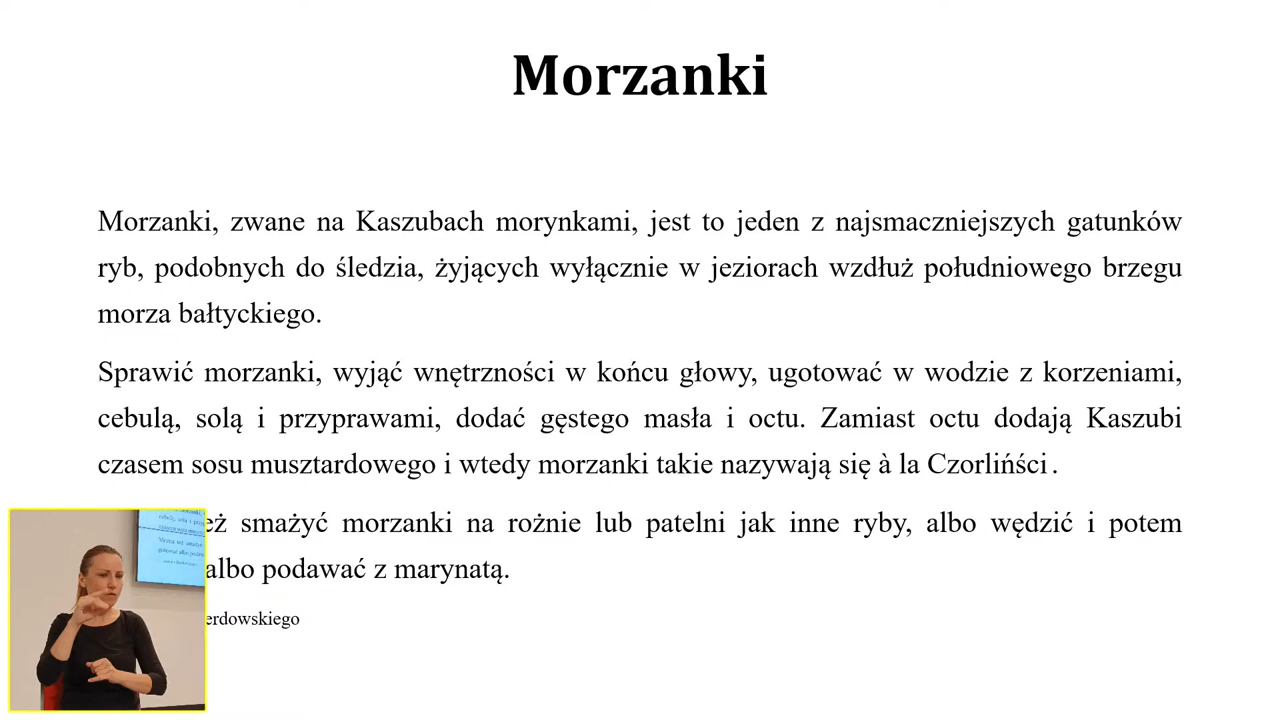 Morzanki
Morzanki, zwane na Kaszubach morynkami, jest to jeden z najsmaczniejszych gatunków
ryb, podobnych do śledzia, żyjących wyłącznie w jeziorach wzdłuż południowego brzegu
morza bałtyckiego.
Sprawić morzanki, wyjąć wnętrzności w końcu głowy, ugotować w wodzie z korzeniami,
cebulą, solą i przyprawami, dodać gęstego masła i octu. Zamiast octu dodają Kaszubi
czasem sosu musztardowego i wtedy morzanki takie nazywają się à la Czorlińści.
smażyć morzanki na rożnie lub patelni jak inne ryby, albo wędzić i potem
albo podawać z marynatą.
erdowskiego